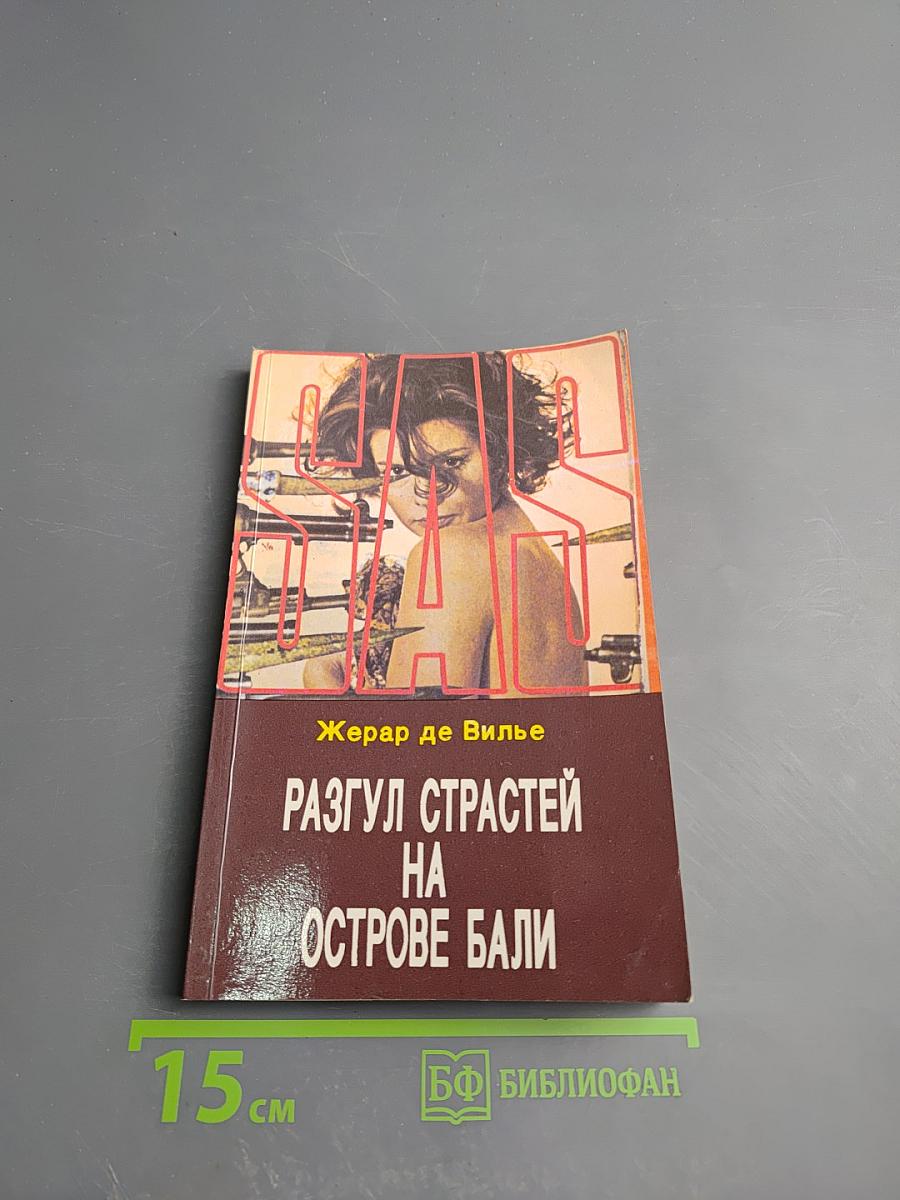 SAS
Жерар де Вилье
РАЗГУЛ СТРАСТЕЙ
НА
ОСТРОВЕ БАЛИ
15 см
БФ БИБЛИОФАН